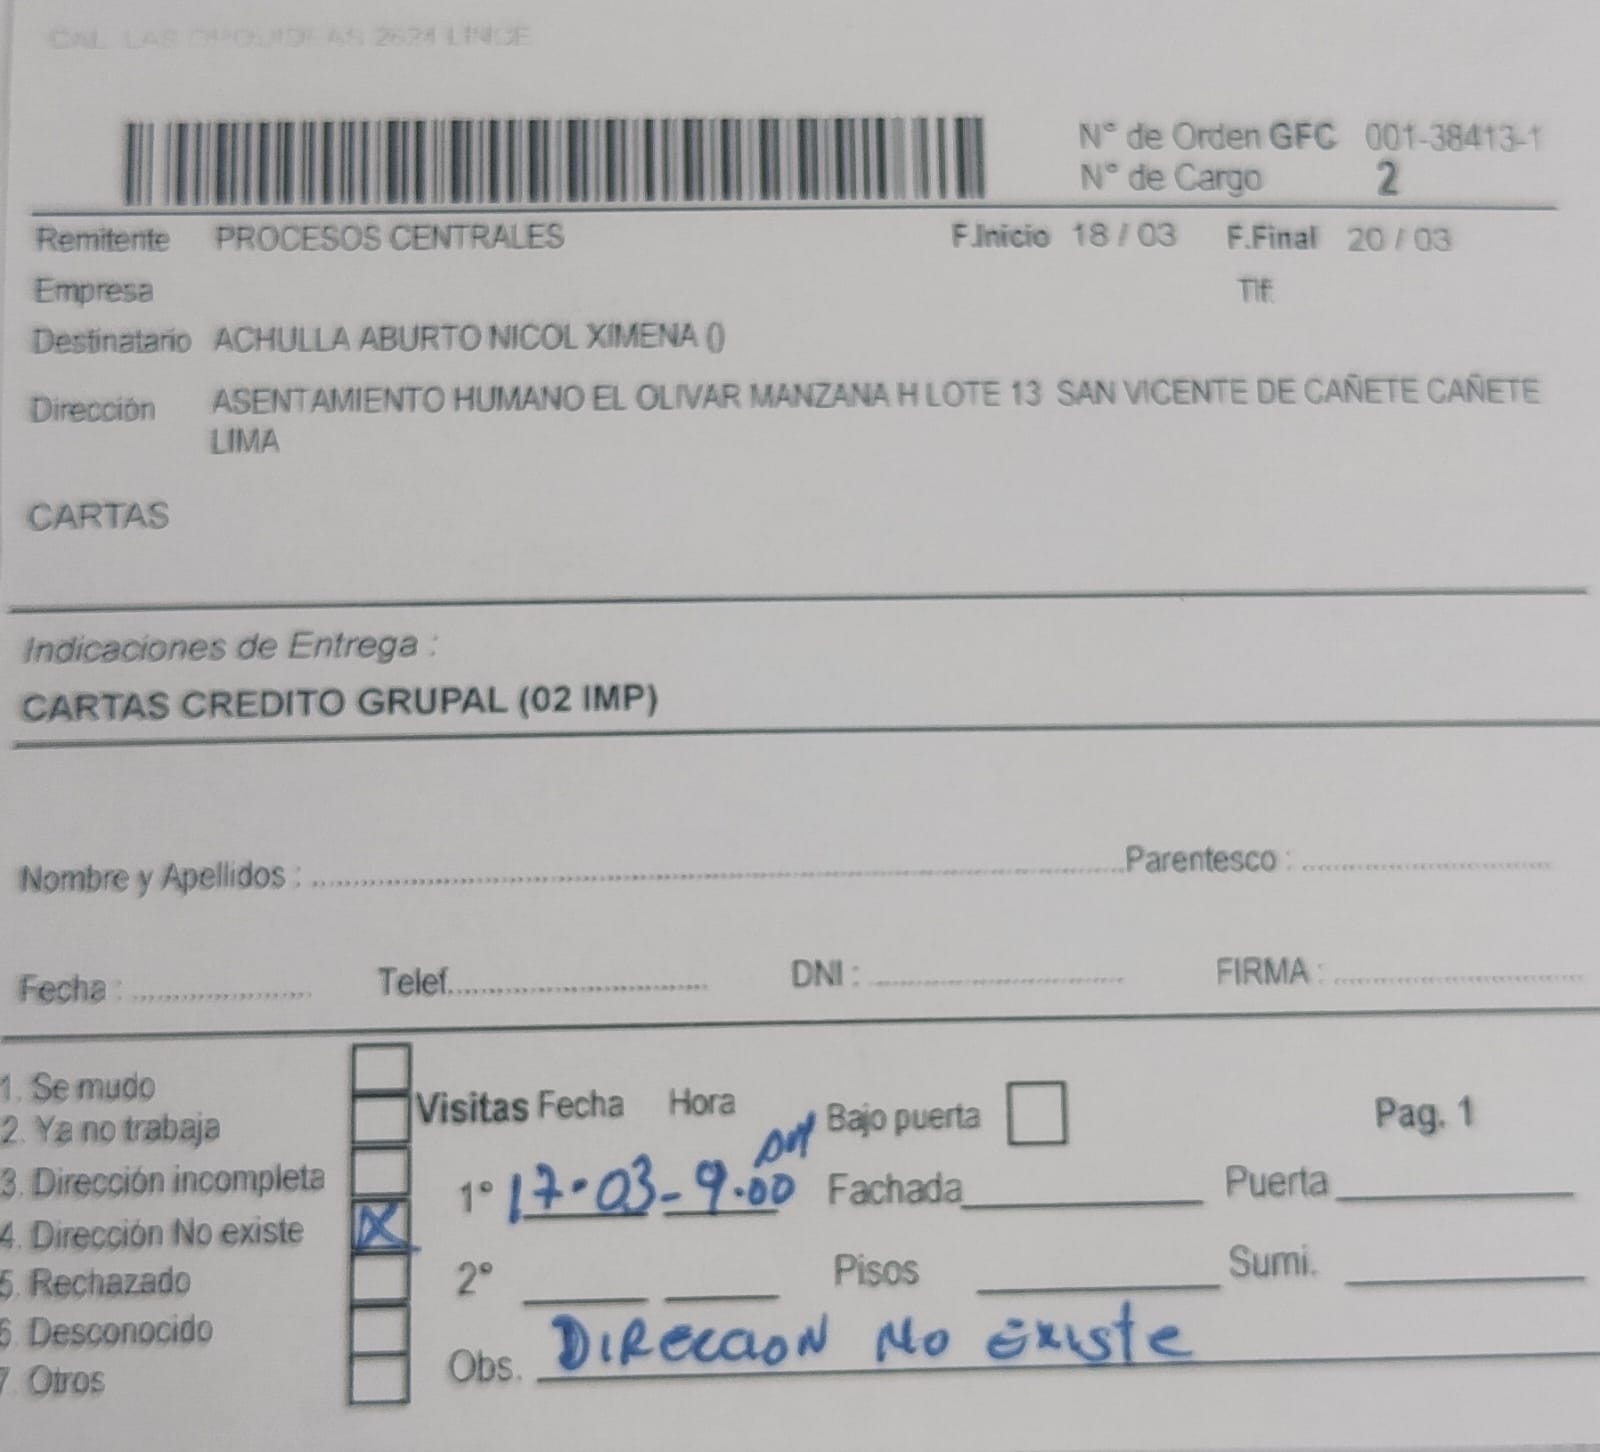 CAL. LAS ORQUIDEAS 2624 LINCE
N° de Orden GFC 001-38413-1
N° de Cargo 2
Remitente PROCESOS CENTRALES F.Inicio 18 / 03 F.Final 20 / 03
Empresa Tlf.
Destinatario ACHULLA ABURTO NICOL XIMENA ()
Dirección ASENTAMIENTO HUMANO EL OLIVAR MANZANA H LOTE 13 SAN VICENTE DE CAÑETE CAÑETE
LIMA
CARTAS
Indicaciones de Entrega :
CARTAS CREDITO GRUPAL (02 IMP)
Nombre y Apellidos : Parentesco :
Fecha : Telef. DNI : FIRMA :
1. Se mudo
2. Ya no trabaja
3. Dirección incompleta
4. Dirección No existe X
5. Rechazado
6. Desconocido
7. Otros
Visitas Fecha Hora Bajo puerta Pag. 1
1° 17-03- 9.00 Fachada Puerta
2° Pisos Sumi.
Obs. DIRECCION NO EXISTE